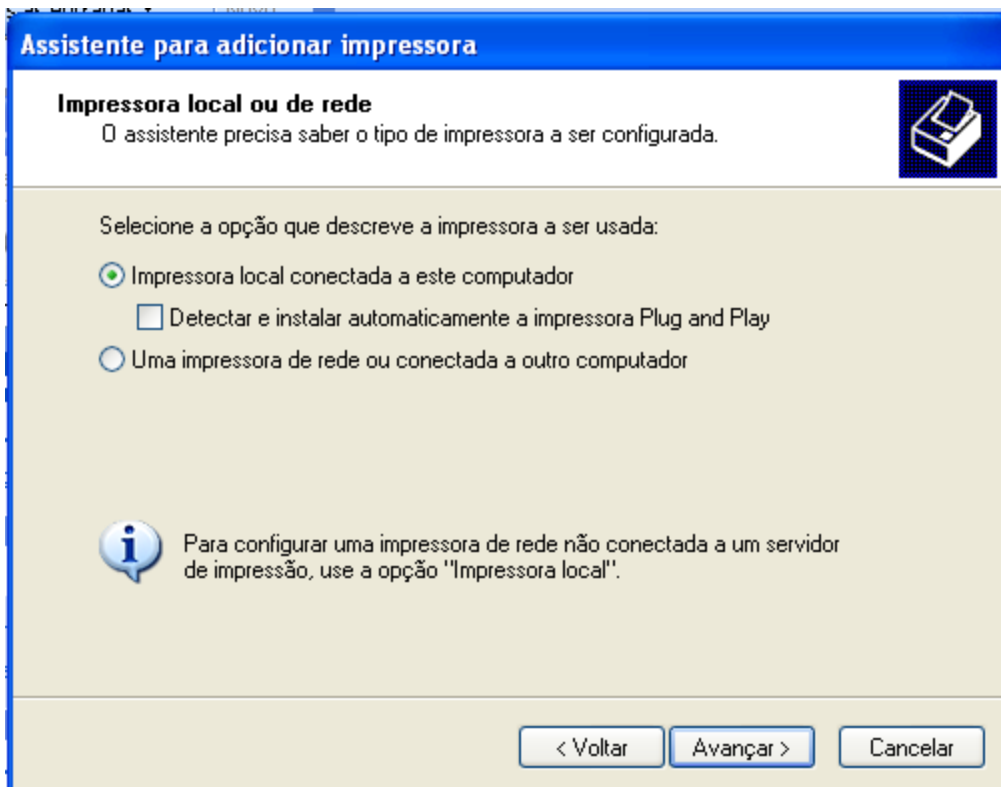 Assistente para adicionar impressora
Impressora local ou de rede
O assistente precisa saber o tipo de impressora a ser configurada.
Selecione a opção que descreve a impressora a ser usada:
Impressora local conectada a este computador
Detectar e instalar automaticamente a impressora Plug and Play
Uma impressora de rede ou conectada a outro computador
Para configurar uma impressora de rede não conectada a um servidor
de impressão, use a opção "Impressora local".
< Voltar
Avançar >
Cancelar